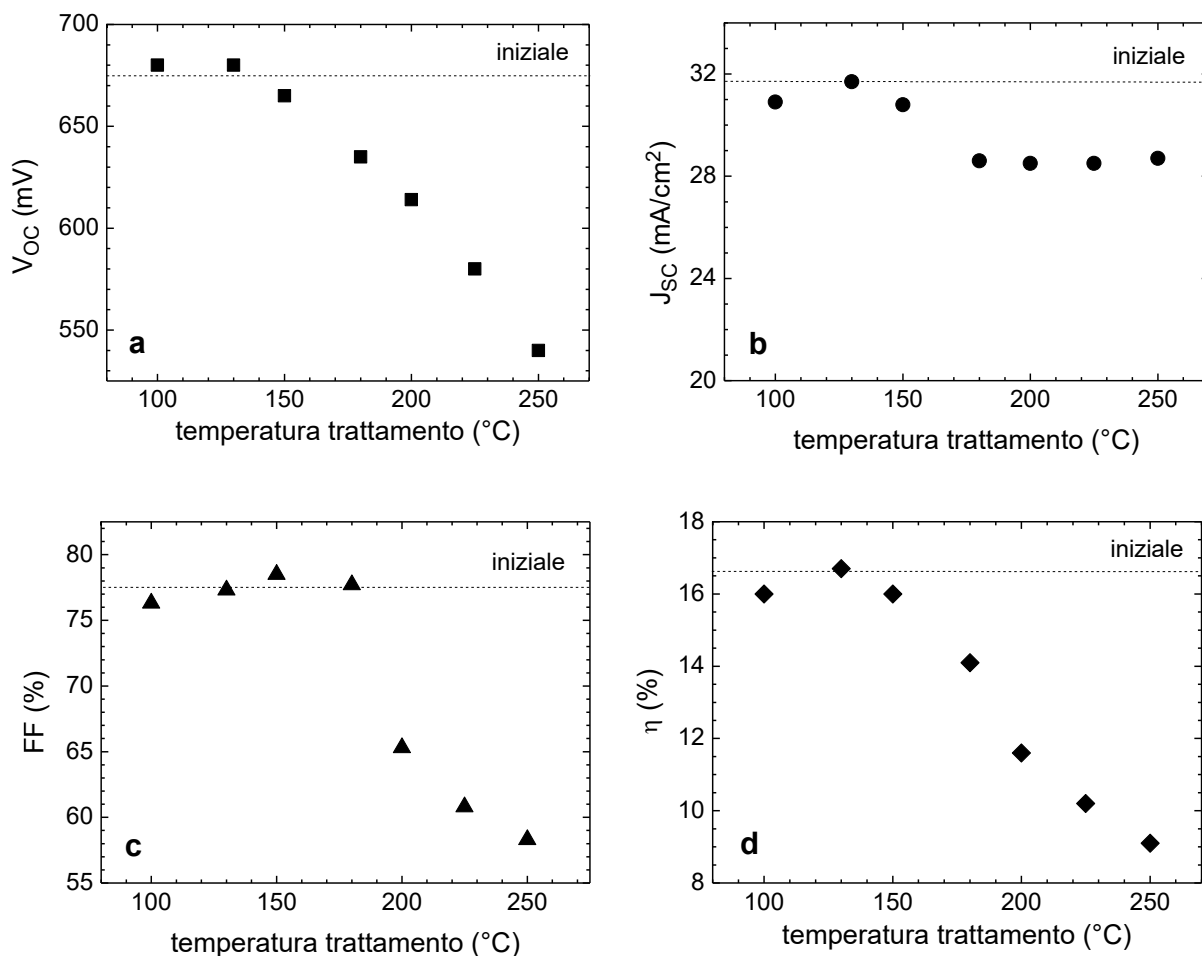 700
650
600
550
V_OC (mV)
iniziale
a
100 150 200 250
temperatura trattamento (°C)
32
28
24
20
J_SC (mA/cm²)
iniziale
b
100 150 200 250
temperatura trattamento (°C)
80
75
70
65
60
55
FF (%)
iniziale
c
100 150 200 250
temperatura trattamento (°C)
18
16
14
12
10
8
η (%)
iniziale
d
100 150 200 250
temperatura trattamento (°C)